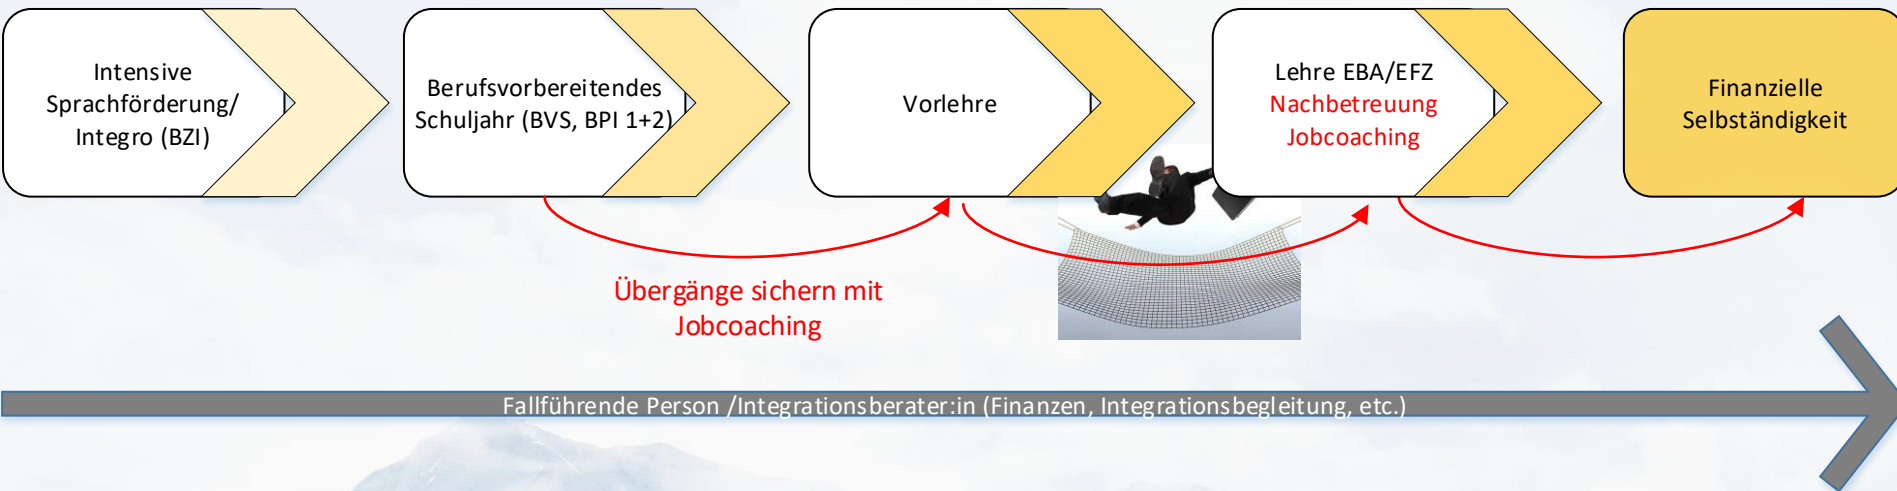 Intensive
Sprachförderung/
Integro (BZI)
Berufsvorbereitendes
Schuljahr (BVS, BPI 1+2)
Vorlehre
Lehre EBA/EFZ
Nachbetreuung
Jobcoaching
Finanzielle
Selbständigkeit
Übergänge sichern mit
Jobcoaching
Fallführende Person /Integrationsberater:in (Finanzen, Integrationsbegleitung, etc.)